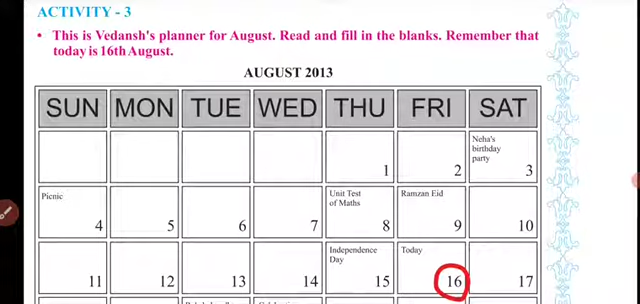 ACTIVITY - 3
• This is Vedansh's planner for August. Read and fill in the blanks. Remember that
today is 16th August.
AUGUST 2013
SUN MON TUE WED THU FRI SAT
1 2 Neha's
birthday
party 3
Picnic 4 5 6 7 Unit Test
of Maths 8 Ramzan Eid 9 10
11 12 13 14 Independence
Day 15 Today 16 17